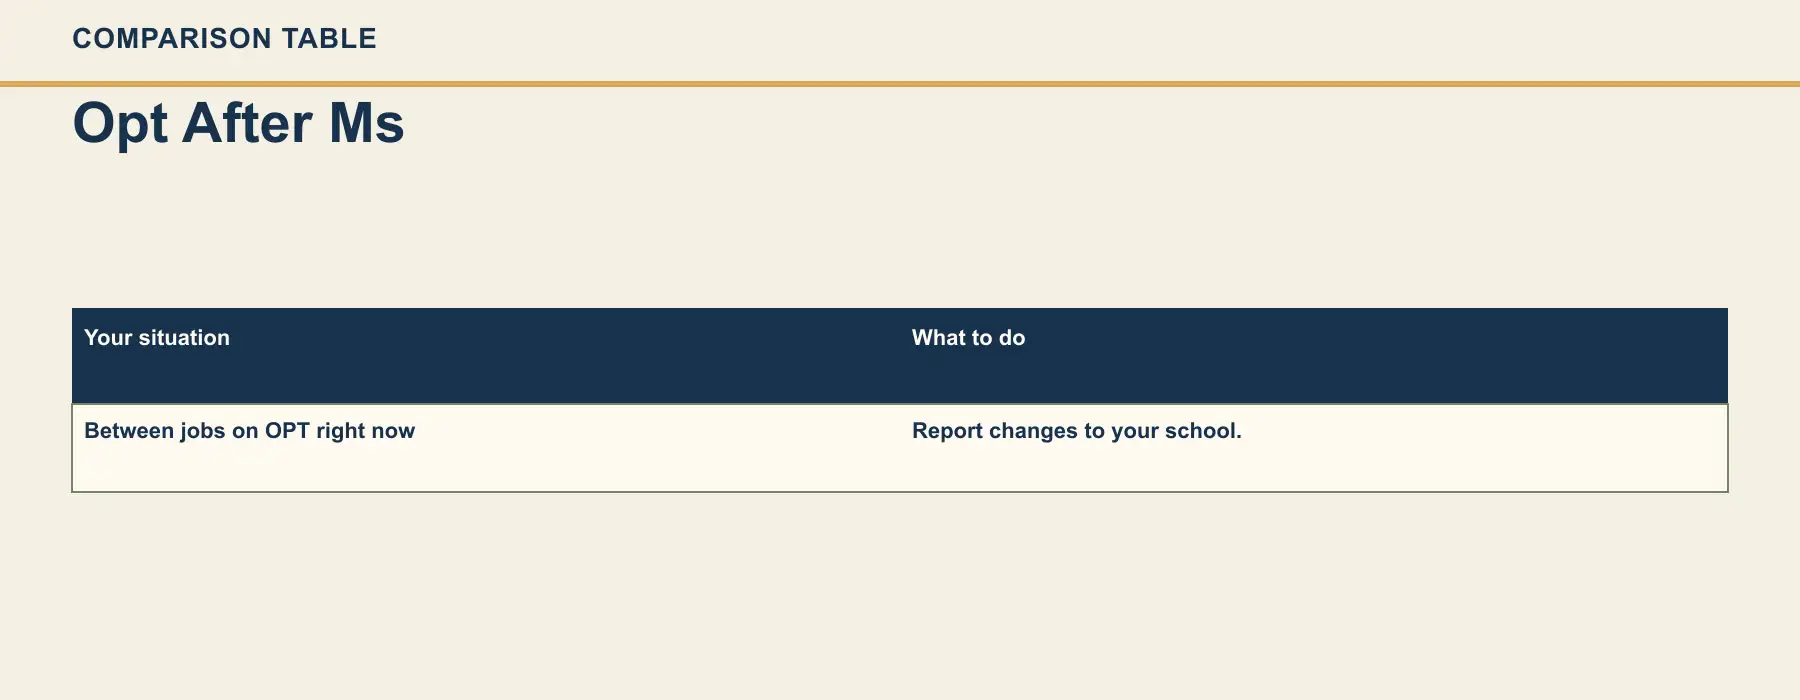 COMPARISON TABLE
Opt After Ms
Your situation What to do
Between jobs on OPT right now Report changes to your school.